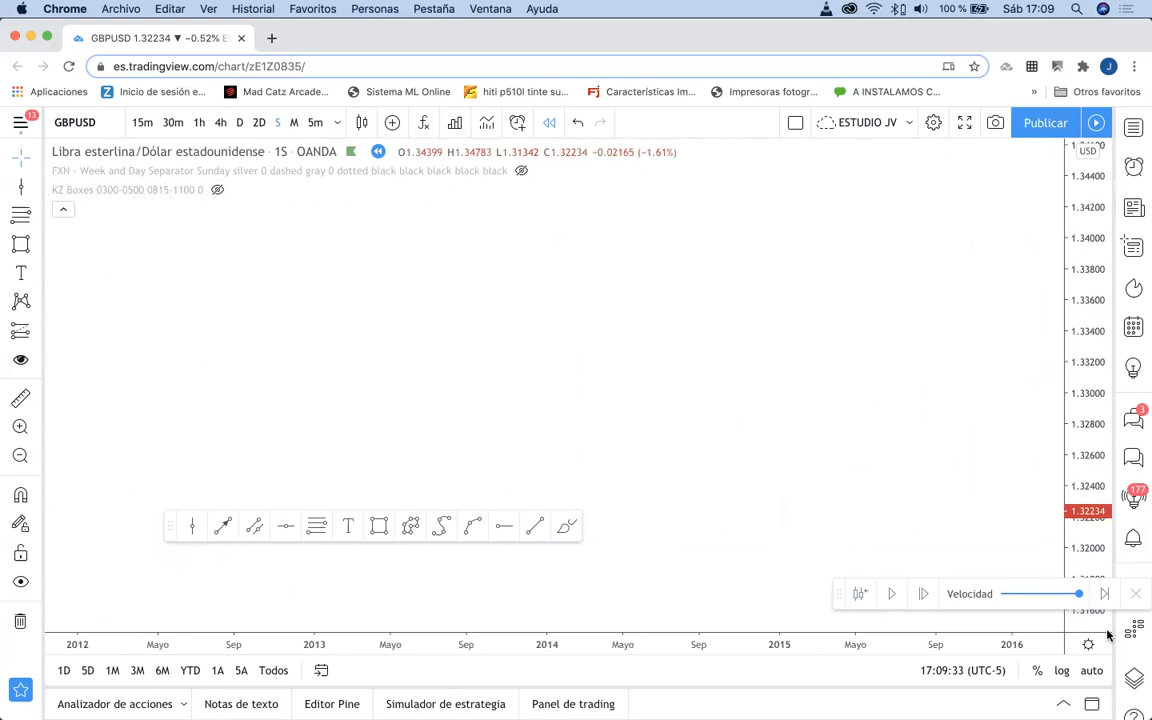 Chrome Archivo Editar Ver Historial Favoritos Personas Pestaña Ventana Ayuda 100 % Sáb 17:09
GBPUSD 1.32234 ▼ −0.52% E
es.tradingview.com/chart/zE1Z0835/ J
Aplicaciones Inicio de sesión e... Mad Catz Arcade... Sistema ML Online hiti p510l tinte su... Características Im... Impresoras fotogr... A INSTALAMOS C... » Otros favoritos
13 GBPUSD 15m 30m 1h 4h D 2D S M 5m ESTUDIO JV Publicar
Libra esterlina/Dólar estadounidense · 1S · OANDA O1.34399 H1.34783 L1.31342 C1.32234 −0.02165 (−1.61%) USD
FXN - Week and Day Separator Sunday silver 0 dashed gray 0 dotted black black black black black
1.34400
KZ Boxes 0300-0500 0815-1100 0
1.34200
1.34000
1.33800
1.33600
1.33400
1.33200
1.33000
1.32800
3
1.32600
1.32400
177
1.32234
1.32000
Velocidad
2012 Mayo Sep 2013 Mayo Sep 2014 Mayo Sep 2015 Mayo Sep 2016
1D 5D 1M 3M 6M YTD 1A 5A Todos 17:09:33 (UTC-5) % log auto
Analizador de acciones Notas de texto Editor Pine Simulador de estrategia Panel de trading